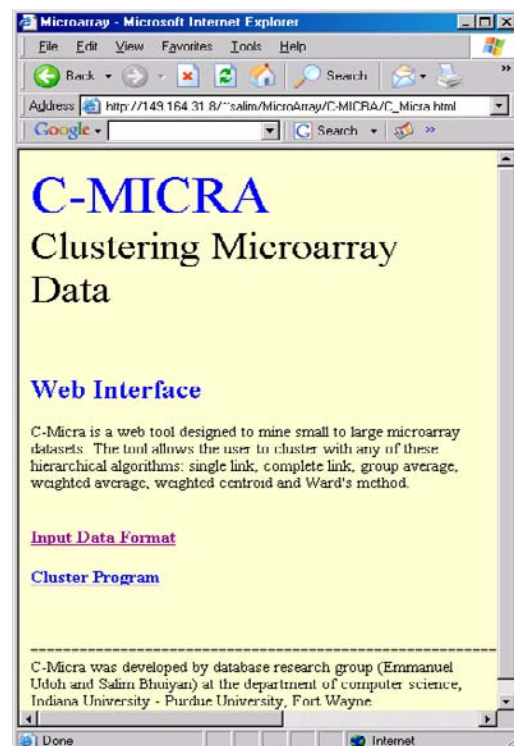 Microarray - Microsoft Internet Explorer
File Edit View Favorites Tools Help
Back Search »
Address http://149.164.31.8/~salim/MicroArray/C-MICRA/C_Micra.html
Google Search »
C-MICRA
Clustering Microarray
Data
Web Interface
C-Micra is a web tool designed to mine small to large microarray
datasets. The tool allows the user to cluster with any of these
hierarchical algorithms: single link, complete link, group average,
weighted average, weighted centroid and Ward's method.
Input Data Format
Cluster Program
C-Micra was developed by database research group (Emmanuel
Udoh and Salim Bhuiyan) at the department of computer science,
Indiana University - Purdue University, Fort Wayne
Done Internet